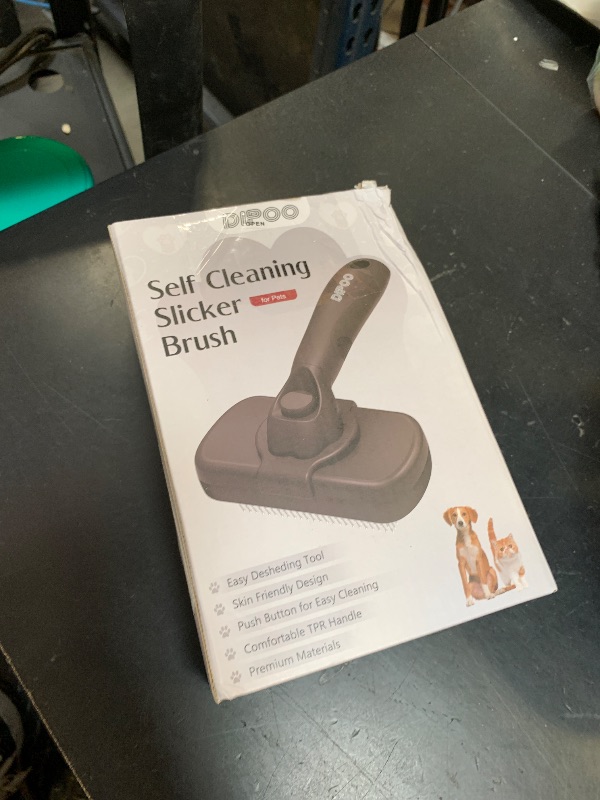 DIPOO
OPEN
Self Cleaning
Slicker for Pets
Brush
DIPOO
Easy Desheding Tool
Skin Friendly Design
Push Button for Easy Cleaning
Comfortable TPR Handle
Premium Materials